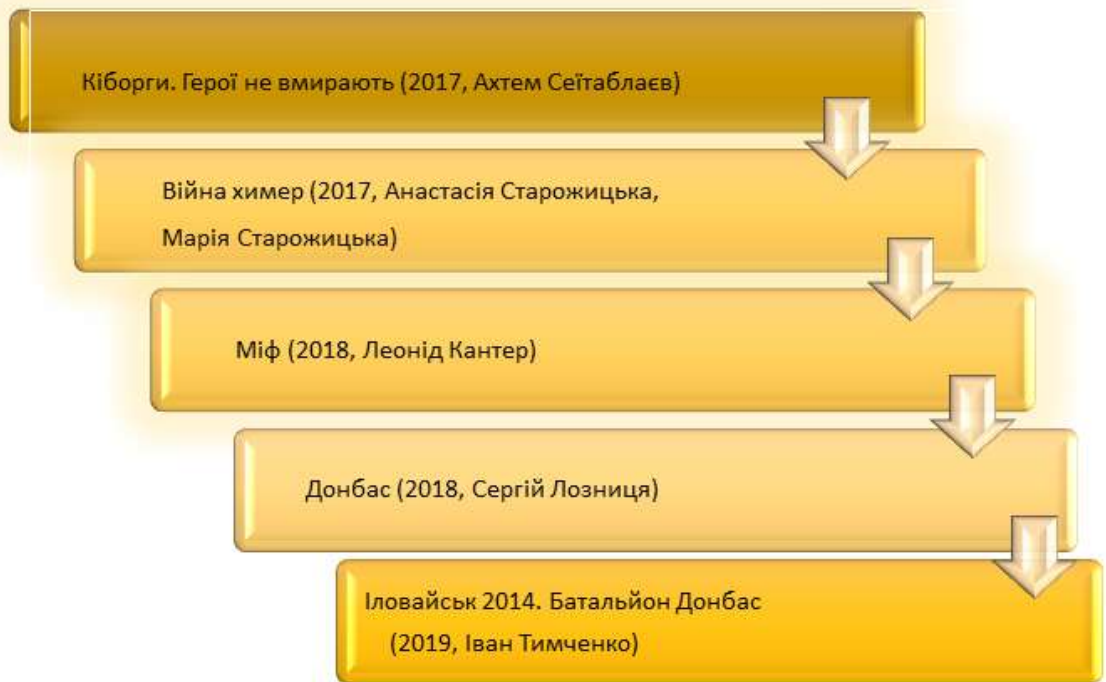 Кіборги. Герої не вмирають (2017, Ахтем Сеїтаблаєв)
Війна химер (2017, Анастасія Старожицька,
Марія Старожицька)
Міф (2018, Леонід Кантер)
Донбас (2018, Сергій Лозниця)
Іловайськ 2014. Батальйон Донбас
(2019, Іван Тимченко)